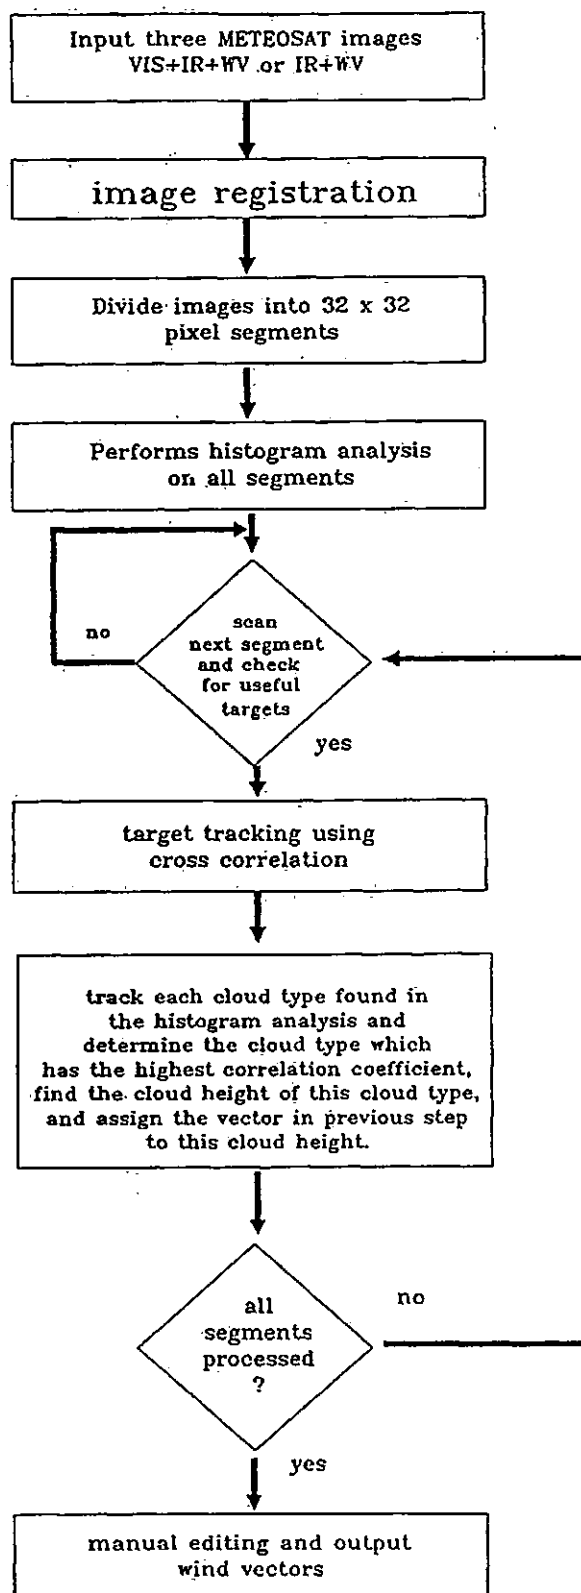 Input three METEOSAT images
VIS+IR+WV or IR+WV
image registration
Divide images into 32 x 32
pixel segments
Performs histogram analysis
on all segments
no
scan
next segment
and check
for useful
targets
yes
target tracking using
cross correlation
track each cloud type found in
the histogram analysis and
determine the cloud type which
has the highest correlation coefficient,
find the cloud height of this cloud type,
and assign the vector in previous step
to this cloud height.
all
segments
processed
?
no
yes
manual editing and output
wind vectors